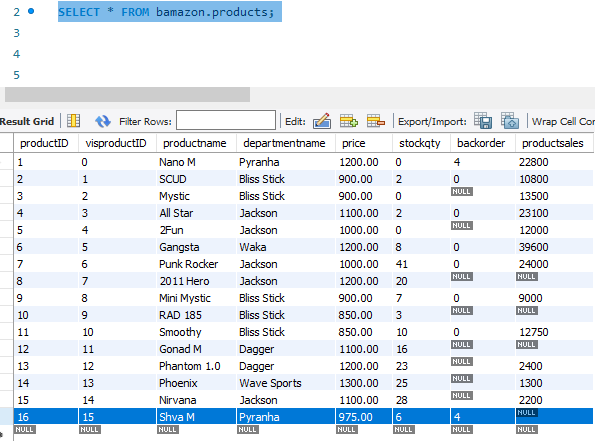 2 SELECT * FROM bamazon.products;
3
4
5
Result Grid Filter Rows: Edit: Export/Import: Wrap Cell Con
productID visproductID productname departmentname price stockqty backorder productsales
1 0 Nano M Pyranha 1200.00 0 4 22800
2 1 SCUD Bliss Stick 900.00 2 0 10800
3 2 Mystic Bliss Stick 900.00 0 NULL 13500
4 3 All Star Jackson 1100.00 2 0 23100
5 4 2Fun Jackson 1000.00 0 NULL 12000
6 5 Gangsta Waka 1200.00 8 0 39600
7 6 Punk Rocker Jackson 1000.00 41 0 24000
8 7 2011 Hero Jackson 1200.00 20 NULL NULL
9 8 Mini Mystic Bliss Stick 900.00 7 0 9000
10 9 RAD 185 Bliss Stick 850.00 3 NULL NULL
11 10 Smoothy Bliss Stick 850.00 10 0 12750
12 11 Gonad M Dagger 1100.00 16 NULL NULL
13 12 Phantom 1.0 Dagger 1200.00 23 NULL 2400
14 13 Phoenix Wave Sports 1300.00 25 NULL 1300
15 14 Nirvana Jackson 1100.00 28 NULL 2200
16 15 Shva M Pyranha 975.00 6 4 NULL
NULL NULL NULL NULL NULL NULL NULL NULL